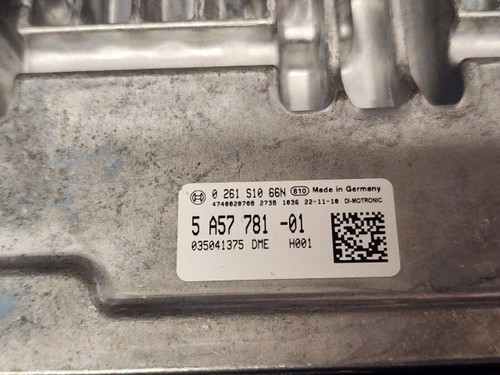 0 261 S10 66N 810 Made in Germany
4740020708 2738 1036 22-11-10 DI-MOTRONIC
5 A57 781 -01
035041375 DME H001